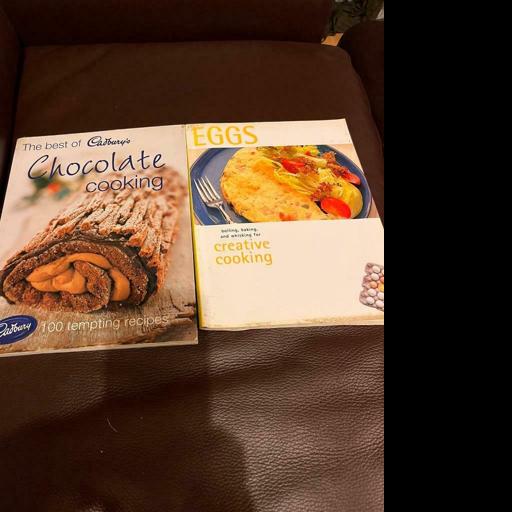 The best of Cadbury's
Chocolate
cooking
Cadbury
100 tempting recipes
EGGS
boiling, baking,
and whisking for
creative
cooking